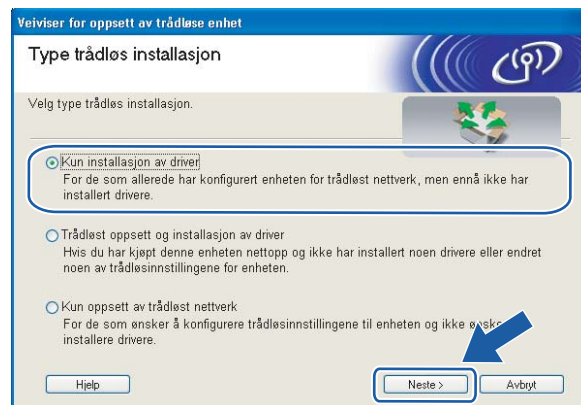 Veiviser for oppsett av trådløse enhet
Type trådløs installasjon
Velg type trådløs installasjon.
Kun installasjon av driver
For de som allerede har konfigurert enheten for trådløst nettverk, men ennå ikke har
installert drivere.
Trådløst oppsett og installasjon av driver
Hvis du har kjøpt denne enheten nettopp og ikke har installert noen drivere eller endret
noen av trådløsinnstillingene for enheten.
Kun oppsett av trådløst nettverk
For de som ønsker å konfigurere trådløsinnstillingene til enheten og ikke
installere drivere.
Hjelp
Neste >
Avbryt